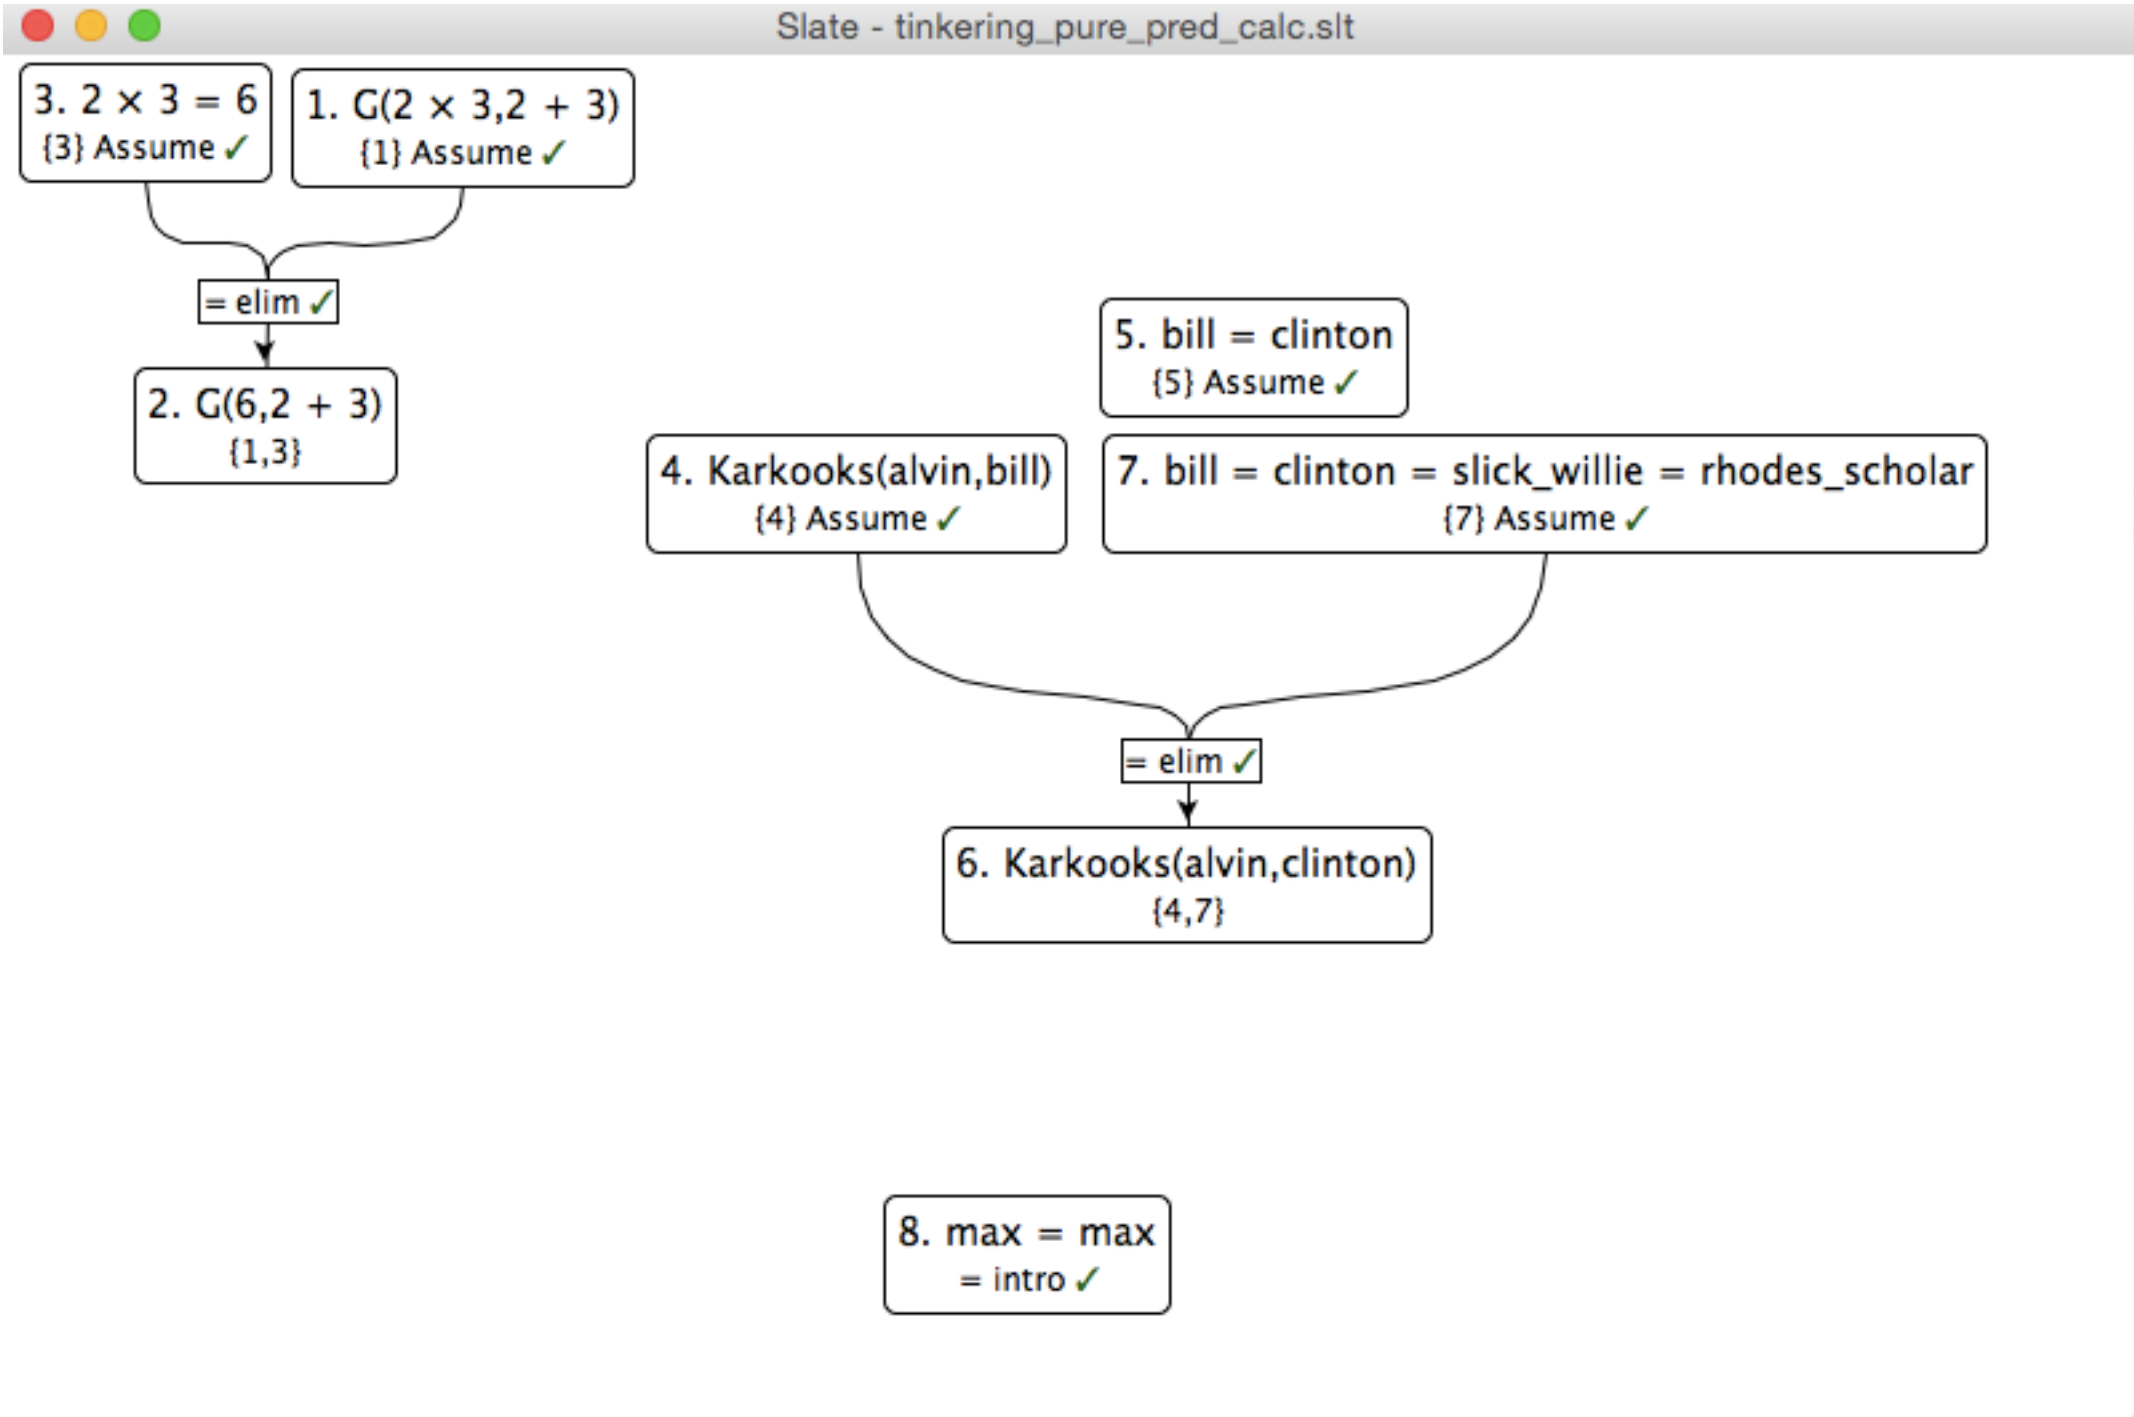 Slate - tinkering_pure_pred_calc.slt
3. 2 × 3 = 6
{3} Assume ✓
1. G(2 × 3,2 + 3)
{1} Assume ✓
= elim ✓
2. G(6,2 + 3)
{1,3}
5. bill = clinton
{5} Assume ✓
4. Karkooks(alvin,bill)
{4} Assume ✓
7. bill = clinton = slick_willie = rhodes_scholar
{7} Assume ✓
= elim ✓
6. Karkooks(alvin,clinton)
{4,7}
8. max = max
= intro ✓